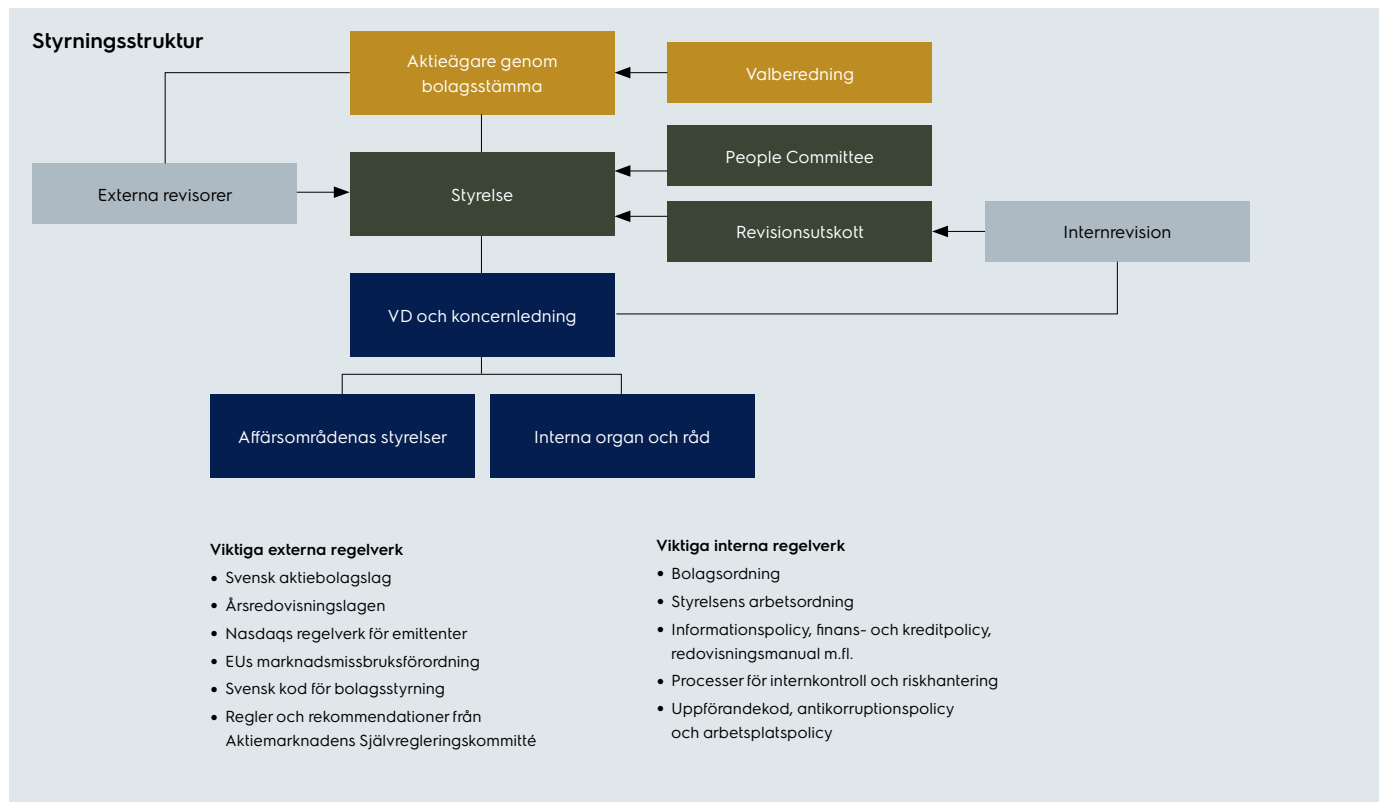 Styrningsstruktur
Aktieägare genom
bolagsstämma
Valberedning
People Committee
Externa revisorer
Styrelse
Revisionsutskott
Internrevision
VD och koncernledning
Affärsområdenas styrelser
Interna organ och råd
Viktiga externa regelverk
• Svensk aktiebolagslag
• Årsredovisningslagen
• Nasdaqs regelverk för emittenter
• EUs marknadsmissbruksförordning
• Svensk kod för bolagsstyrning
• Regler och rekommendationer från
Aktiemarknadens Självregleringskommitté
Viktiga interna regelverk
• Bolagsordning
• Styrelsens arbetsordning
• Informationspolicy, finans- och kreditpolicy,
redovisningsmanual m.fl.
• Processer för internkontroll och riskhantering
• Uppförandekod, antikorruptionspolicy
och arbetsplatspolicy